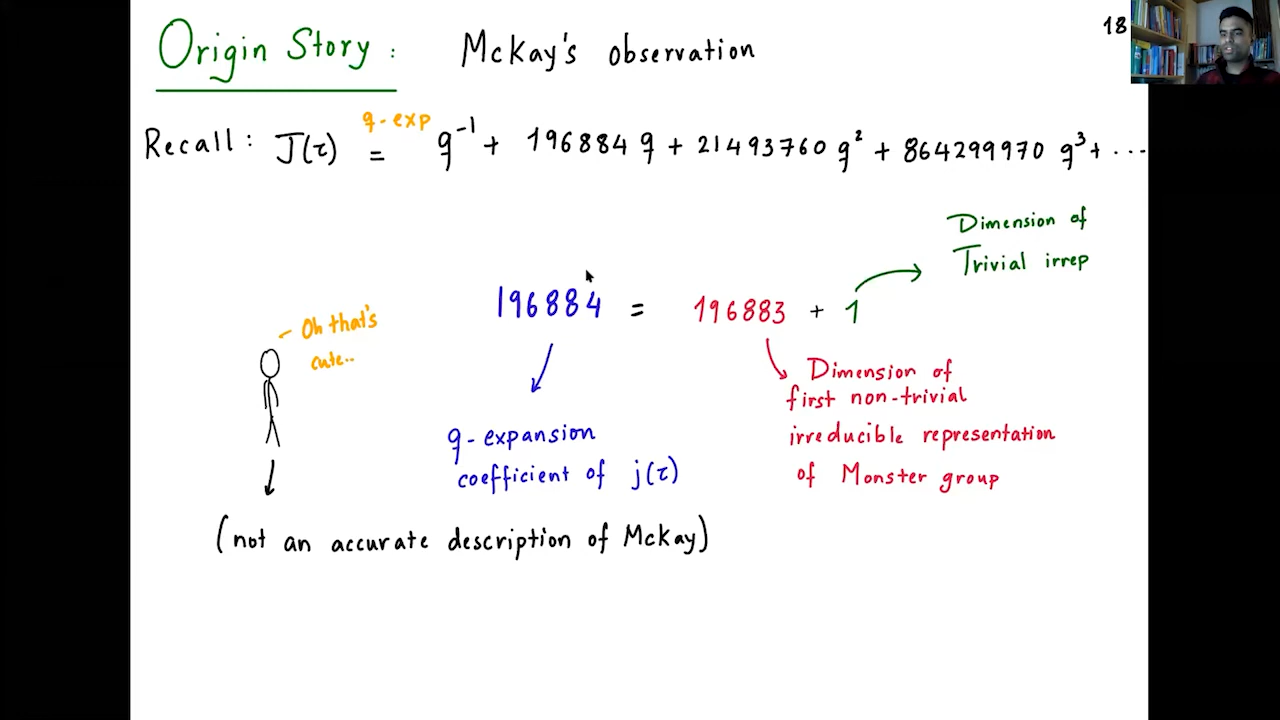 Origin Story : McKay's observation
18
Recall : J(τ) = q⁻¹ + 196884 q + 21493760 q² + 864299970 q³ + ...
q-exp
Dimension of
Trivial irrep
196884 = 196883 + 1
Oh that's
cute..
Dimension of
first non-trivial
irreducible representation
of Monster group
q-expansion
coefficient of j(τ)
(not an accurate description of McKay)